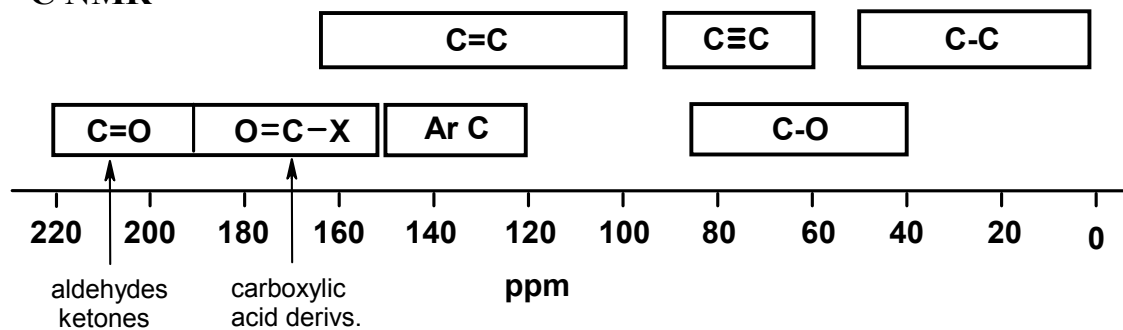 C NMR
C=C C≡C C-C
C=O O=C–X Ar C C-O
220 200 180 160 140 120 100 80 60 40 20 0
aldehydes carboxylic ppm
ketones acid derivs.